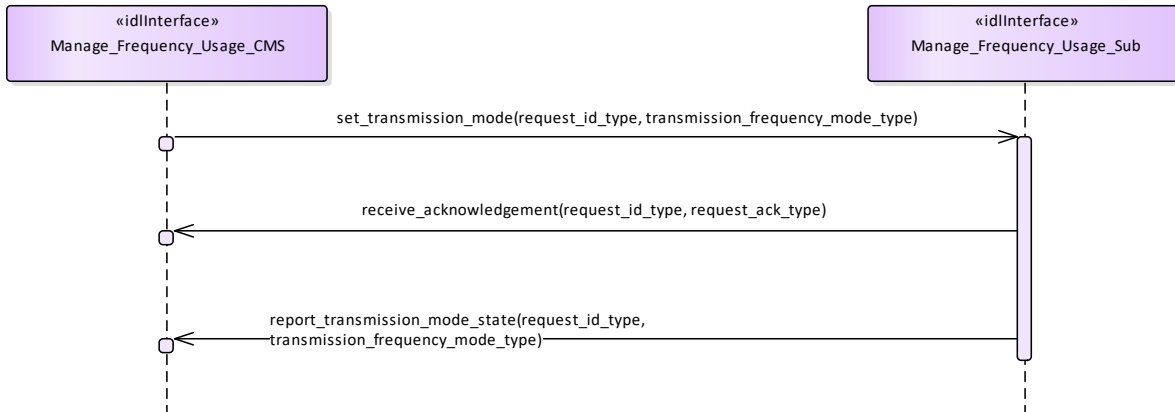 «idlInterface»
Manage_Frequency_Usage_CMS
«idlInterface»
Manage_Frequency_Usage_Sub
set_transmission_mode(request_id_type, transmission_frequency_mode_type)
receive_acknowledgement(request_id_type, request_ack_type)
report_transmission_mode_state(request_id_type,
transmission_frequency_mode_type)